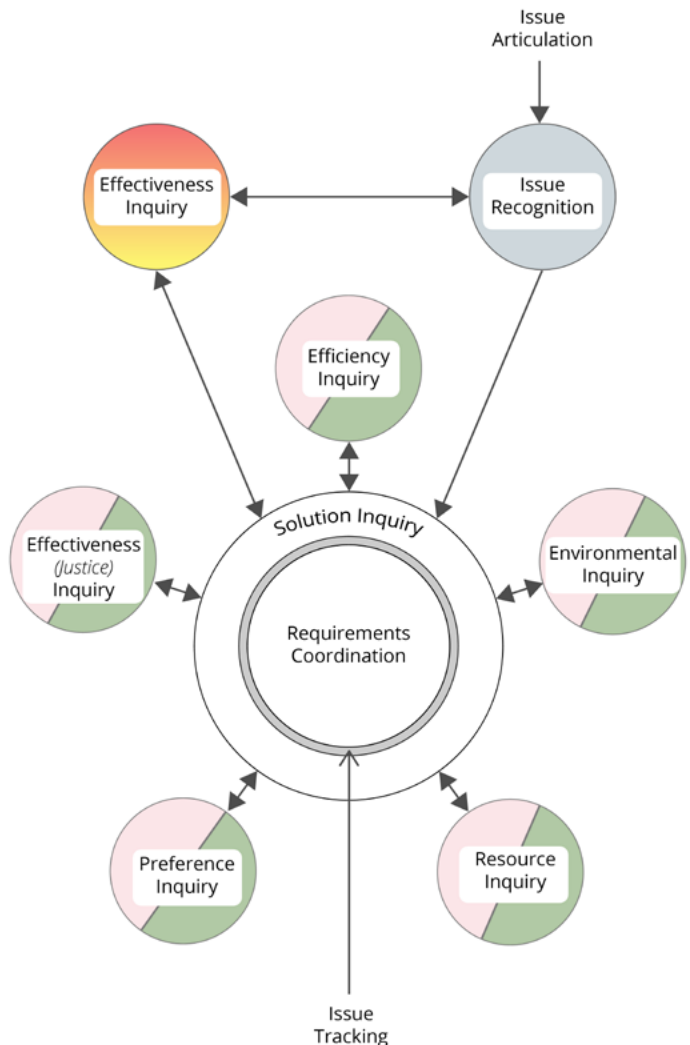 Issue
Articulation
Effectiveness
Inquiry
Issue
Recognition
Efficiency
Inquiry
Solution Inquiry
Effectiveness
(Justice)
Inquiry
Environmental
Inquiry
Requirements
Coordination
Preference
Inquiry
Resource
Inquiry
Issue
Tracking